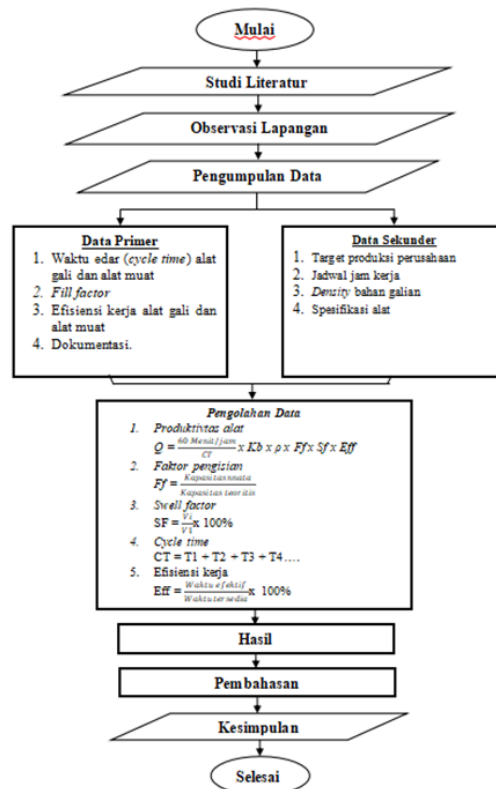 Mulai
Studi Literatur
Observasi Lapangan
Pengumpulan Data
Data Primer
1. Waktu edar (cycle time) alat
gali dan alat muat
2. Fill factor
3. Efisiensi kerja alat gali dan
alat muat
4. Dokumentasi.
Data Sekunder
1. Target produksi perusahaan
2. Jadwal jam kerja
3. Density bahan galian
4. Spesifikasi alat
Pengolahan Data
1. Produktivtas alat
Q = 60 Menit/jam / CT x Kb x ρ x Ff x Sf x Eff
2. Faktor pengisian
Ff = Kapasitas nyata / Kapasitas teoritis
3. Swell factor
SF = Vi / V1 x 100%
4. Cycle time
CT = T1 + T2 + T3 + T4....
5. Efisiensi kerja
Eff = Waktu efektif / Waktu tersedia x 100%
Hasil
Pembahasan
Kesimpulan
Selesai